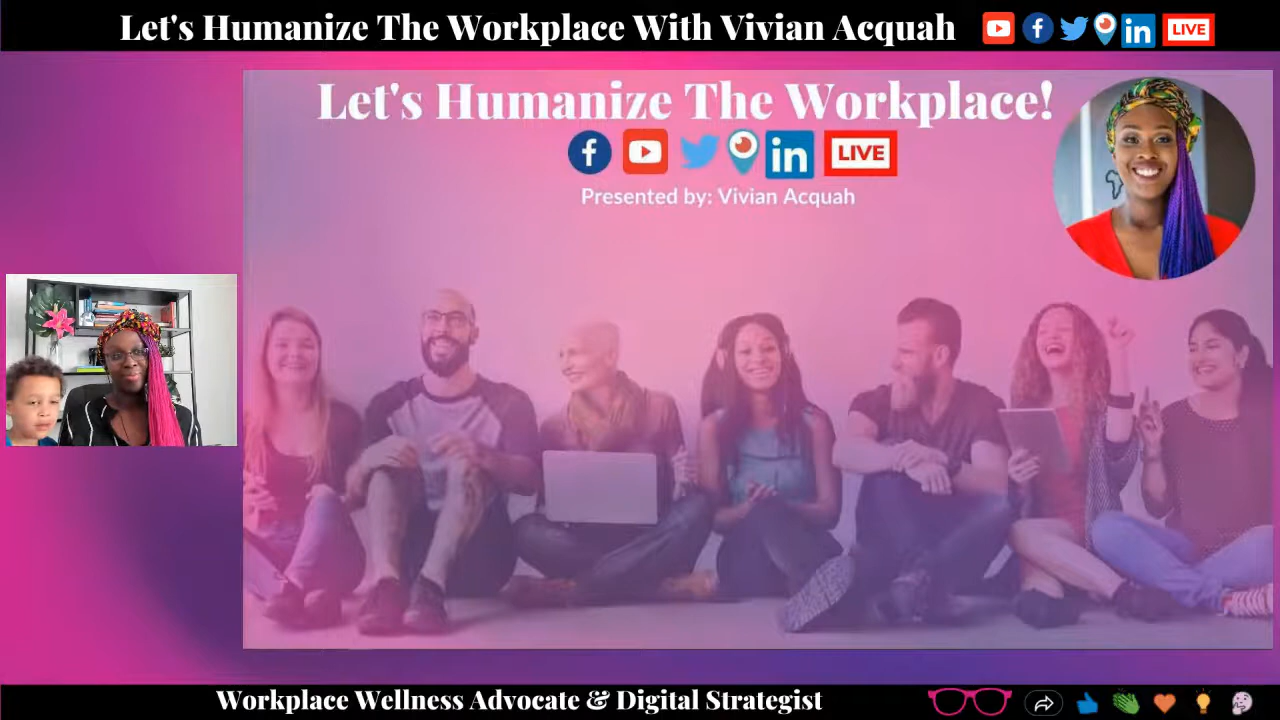 Let's Humanize The Workplace With Vivian Acquah
LIVE
Let's Humanize The Workplace!
f
in
LIVE
Presented by: Vivian Acquah
Workplace Wellness Advocate & Digital Strategist